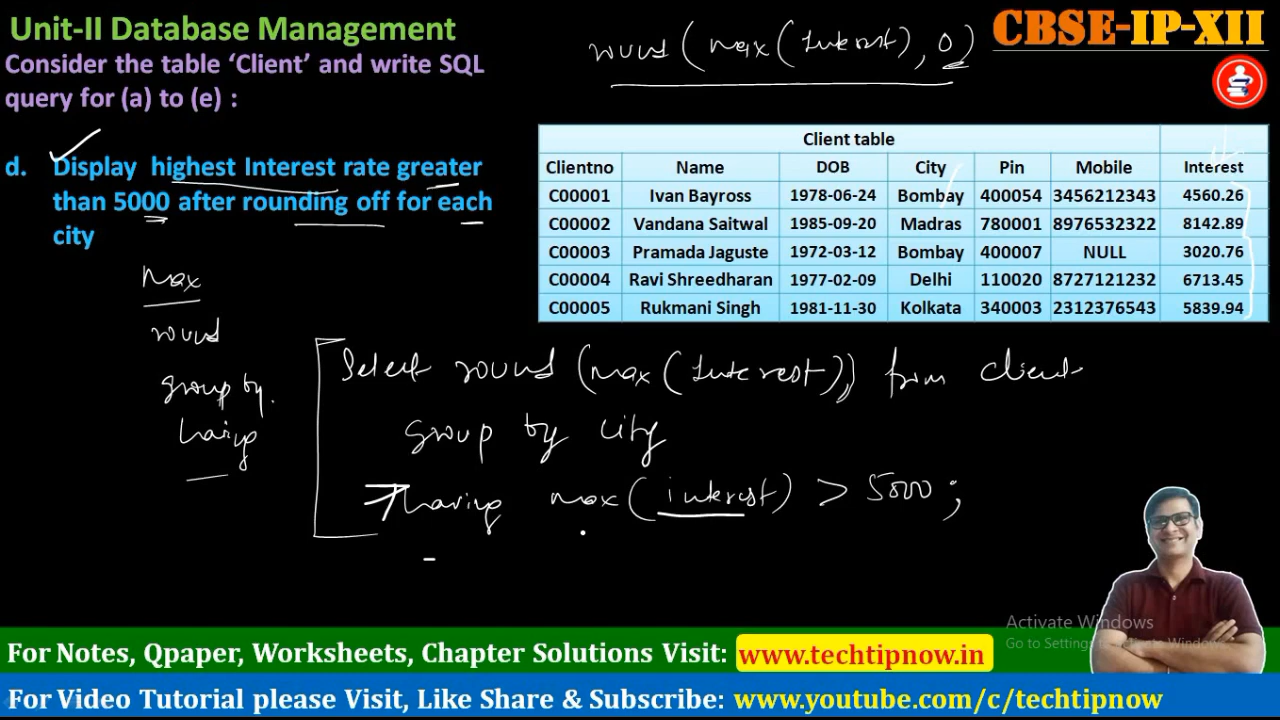 Unit-II Database Management
CBSE-IP-XII
Consider the table ‘Client’ and write SQL
query for (a) to (e) :
round (max (Interest), 0)
d. Display highest Interest rate greater
than 5000 after rounding off for each
city
Client table
Clientno Name DOB City Pin Mobile Interest
C00001 Ivan Bayross 1978-06-24 Bombay 400054 3456212343 4560.26
C00002 Vandana Saitwal 1985-09-20 Madras 780001 8976532322 8142.89
C00003 Pramada Jaguste 1972-03-12 Bombay 400007 NULL 3020.76
C00004 Ravi Shreedharan 1977-02-09 Delhi 110020 8727121232 6713.45
C00005 Rukmani Singh 1981-11-30 Kolkata 340003 2312376543 5839.94
max
round
group by
having
Select round (max (Interest)) from client
group by city
having max (interest) > 5000 ;
Activate Windows
For Notes, Qpaper, Worksheets, Chapter Solutions Visit: www.techtipnow.in
For Video Tutorial please Visit, Like Share & Subscribe: www.youtube.com/c/techtipnow